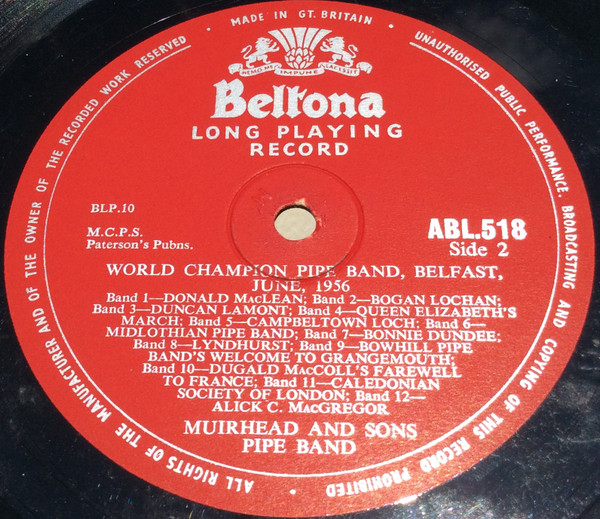 MADE IN GT. BRITAIN
NEMO ME IMPUNE LACESSIT
Beltona
LONG PLAYING
RECORD
BLP.10
M.C.P.S.
Paterson's Pubns.
ABL.518
Side 2
WORLD CHAMPION PIPE BAND, BELFAST,
JUNE, 1956
Band 1—DONALD MacLEAN; Band 2—BOGAN LOCHAN;
Band 3—DUNCAN LAMONT; Band 4—QUEEN ELIZABETH'S
MARCH; Band 5—CAMPBELTOWN LOCH; Band 6—
MIDLOTHIAN PIPE BAND; Band 7—BONNIE DUNDEE;
Band 8—LYNDHURST; Band 9—BOWHILL PIPE
BAND'S WELCOME TO GRANGEMOUTH;
Band 10—DUGALD MacCOLL'S FAREWELL
TO FRANCE; Band 11—CALEDONIAN
SOCIETY OF LONDON; Band 12—
ALICK C. MacGREGOR
MUIRHEAD AND SONS
PIPE BAND
ALL RIGHTS OF THE MANUFACTURER AND OF THE OWNER OF THE RECORDED WORK RESERVED
UNAUTHORISED PUBLIC PERFORMANCE, BROADCASTING AND COPYING OF THIS RECORD PROHIBITED